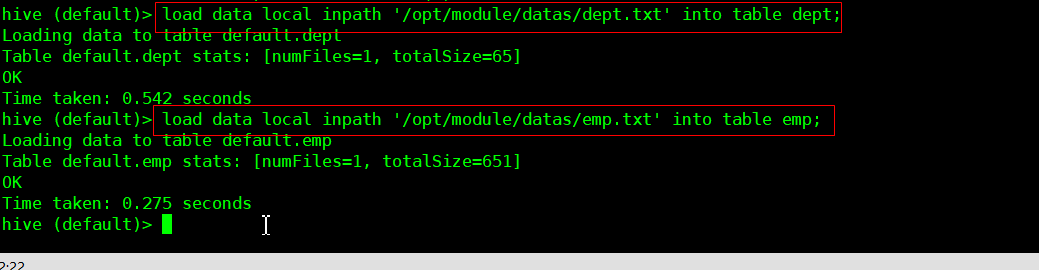 hive (default)> load data local inpath '/opt/module/datas/dept.txt' into table dept;
Loading data to table default.dept
Table default.dept stats: [numFiles=1, totalSize=65]
OK
Time taken: 0.542 seconds
hive (default)> load data local inpath '/opt/module/datas/emp.txt' into table emp;
Loading data to table default.emp
Table default.emp stats: [numFiles=1, totalSize=651]
OK
Time taken: 0.275 seconds
hive (default)>
2:22